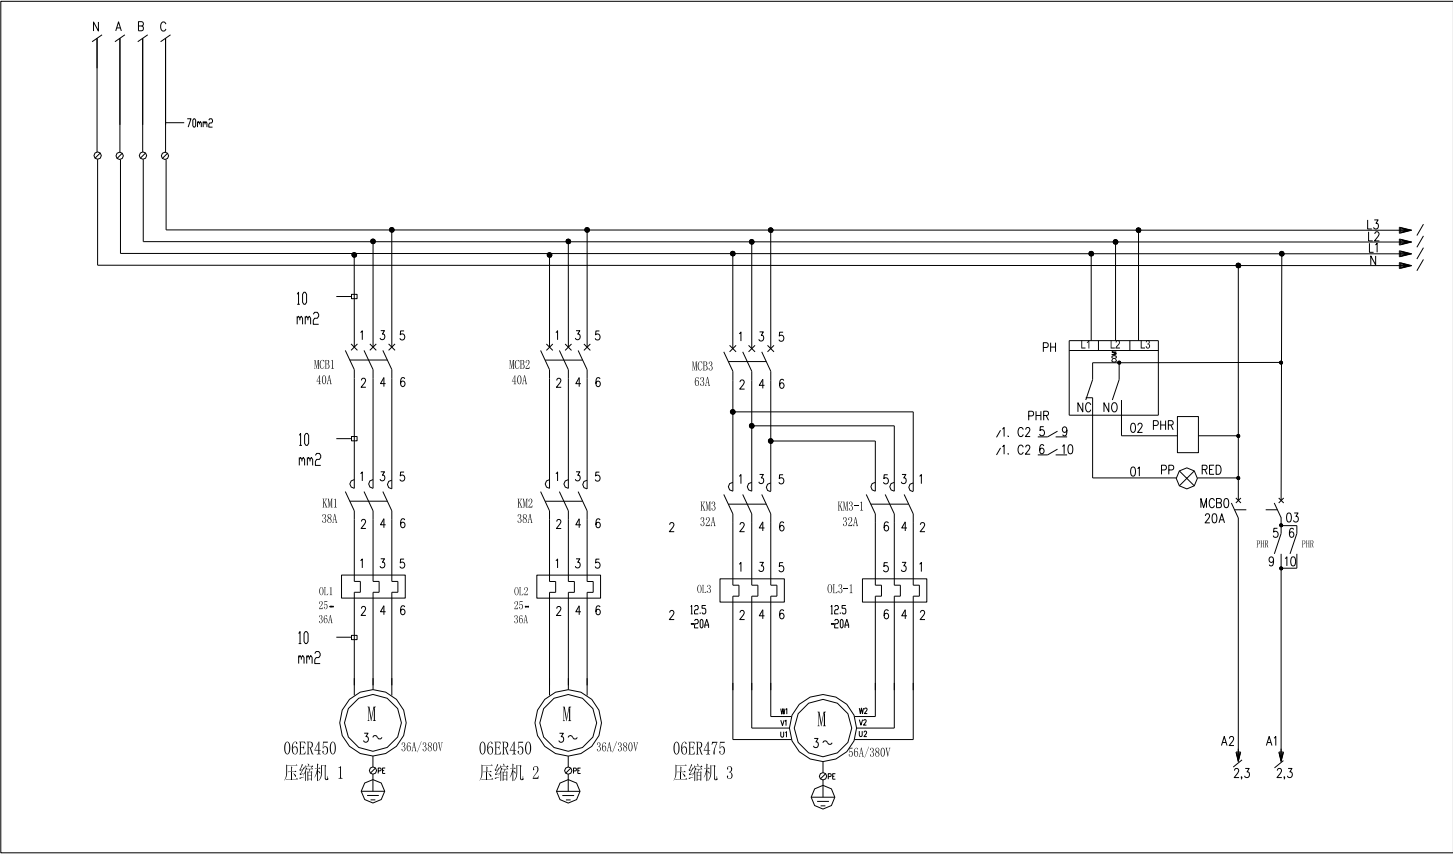 N A B C
70mm2
L3
L2
L1
N
10
mm2
1 3 5
MCB1
40A
2 4 6
10
mm2
1 3 5
KM1
38A
2 4 6
1 3 5
OL1
25-
36A
2 4 6
10
mm2
M
3~
06ER450
36A/380V
压缩机 1
PE
1 3 5
MCB2
40A
2 4 6
1 3 5
KM2
38A
2 4 6
1 3 5
OL2
25-
36A
2 4 6
M
3~
06ER450
36A/380V
压缩机 2
PE
1 3 5
MCB3
63A
2 4 6
1 3 5
KM3
32A
2
2 4 6
5 3 1
KM3-1
32A
6 4 2
1 3 5
OL3
2
12.5
-20A
2 4 6
5 3 1
OL3-1
12.5
-20A
6 4 2
W1
V1
U1
M
3~
W2
V2
U2
06ER475
56A/380V
压缩机 3
PE
PH
L1 L2 L3
NC NO
PHR
/1. C2 5 9
/1. C2 6 10
02 PHR
01 PP RED
MCB0
20A
03
5 6
PHR PHR
9 10
A2 A1
2,3 2,3